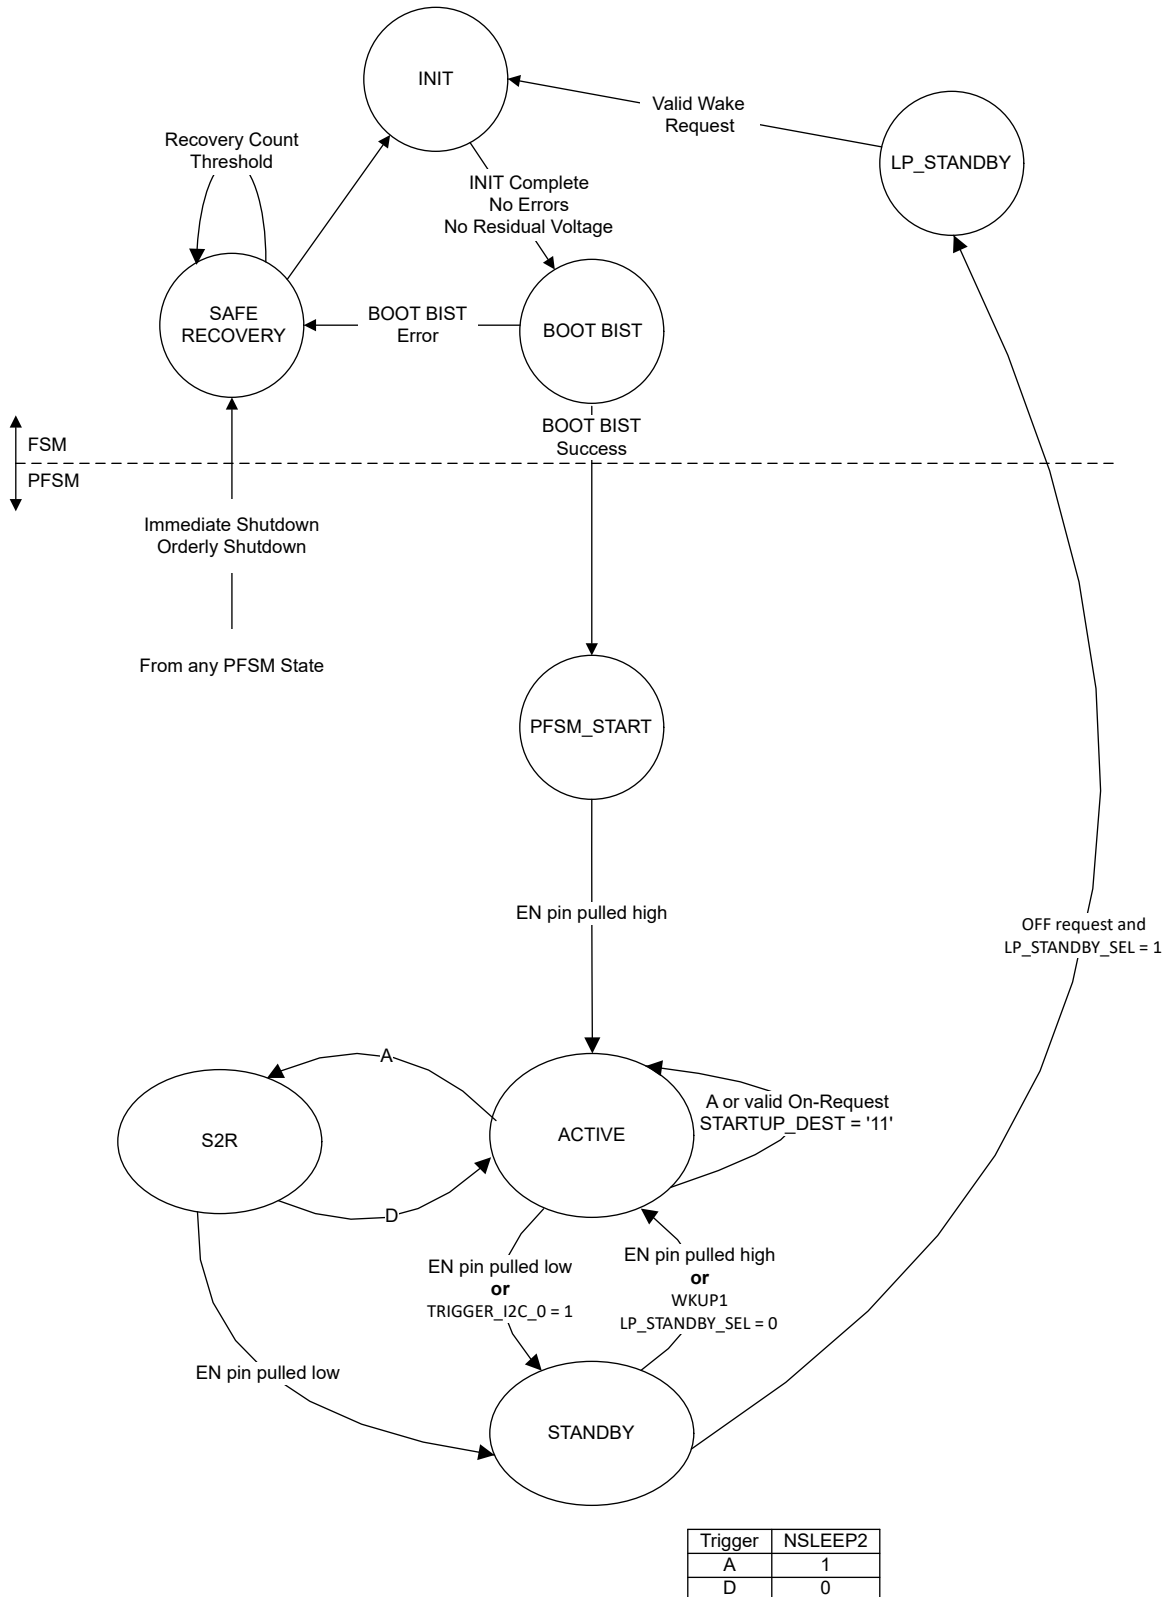 INIT
Valid Wake
Request
LP_STANDBY
Recovery Count
Threshold
INIT Complete
No Errors
No Residual Voltage
SAFE
RECOVERY
BOOT BIST
Error
BOOT BIST
BOOT BIST
Success
FSM
PFSM
Immediate Shutdown
Orderly Shutdown
From any PFSM State
PFSM_START
EN pin pulled high
OFF request and
LP_STANDBY_SEL = 1
A
A or valid On-Request
STARTUP_DEST = '11'
S2R
ACTIVE
D
EN pin pulled low
or
TRIGGER_I2C_0 = 1
EN pin pulled high
or
WKUP1
LP_STANDBY_SEL = 0
EN pin pulled low
STANDBY
Trigger NSLEEP2
A 1
D 0